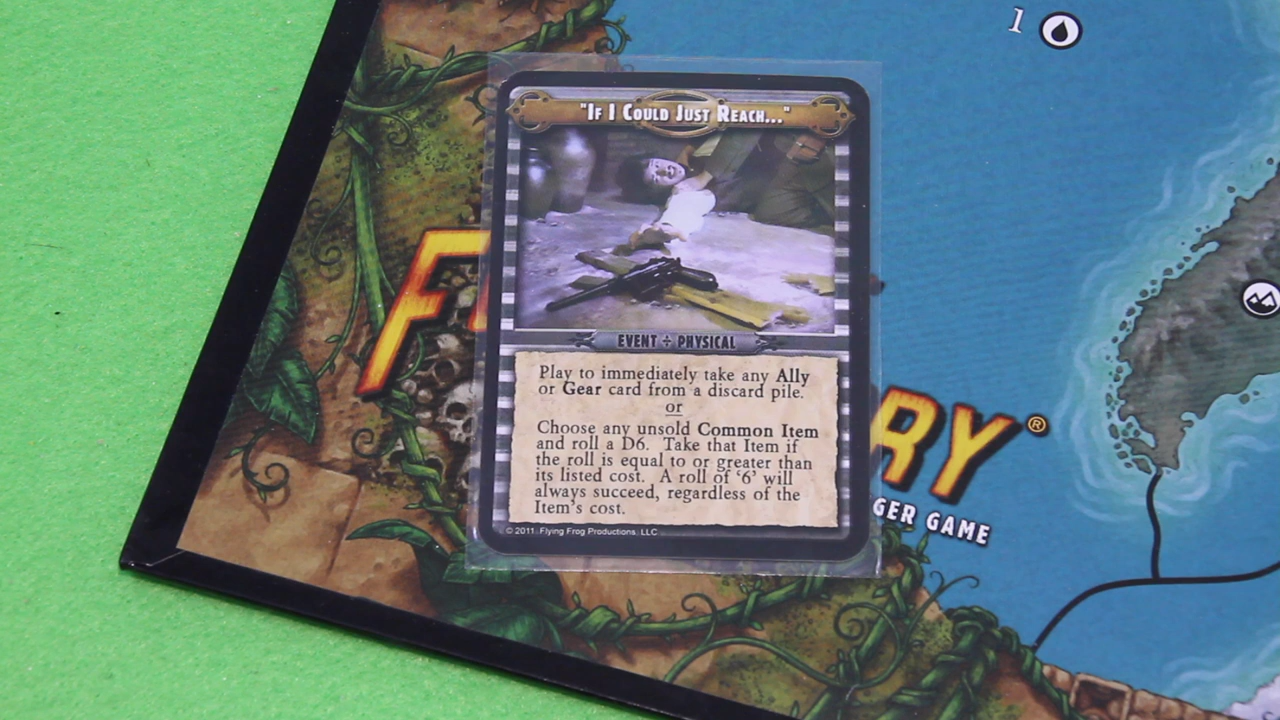 1
"If I Could Just Reach..."
EVENT + PHYSICAL
Play to immediately take any Ally
or Gear card from a discard pile.
or
Choose any unsold Common Item
and roll a D6. Take that Item if
the roll is equal to or greater than
its listed cost. A roll of ‘6’ will
always succeed, regardless of the
Item's cost.
© 2011 Flying Frog Productions, LLC
F
RY®
GER GAME